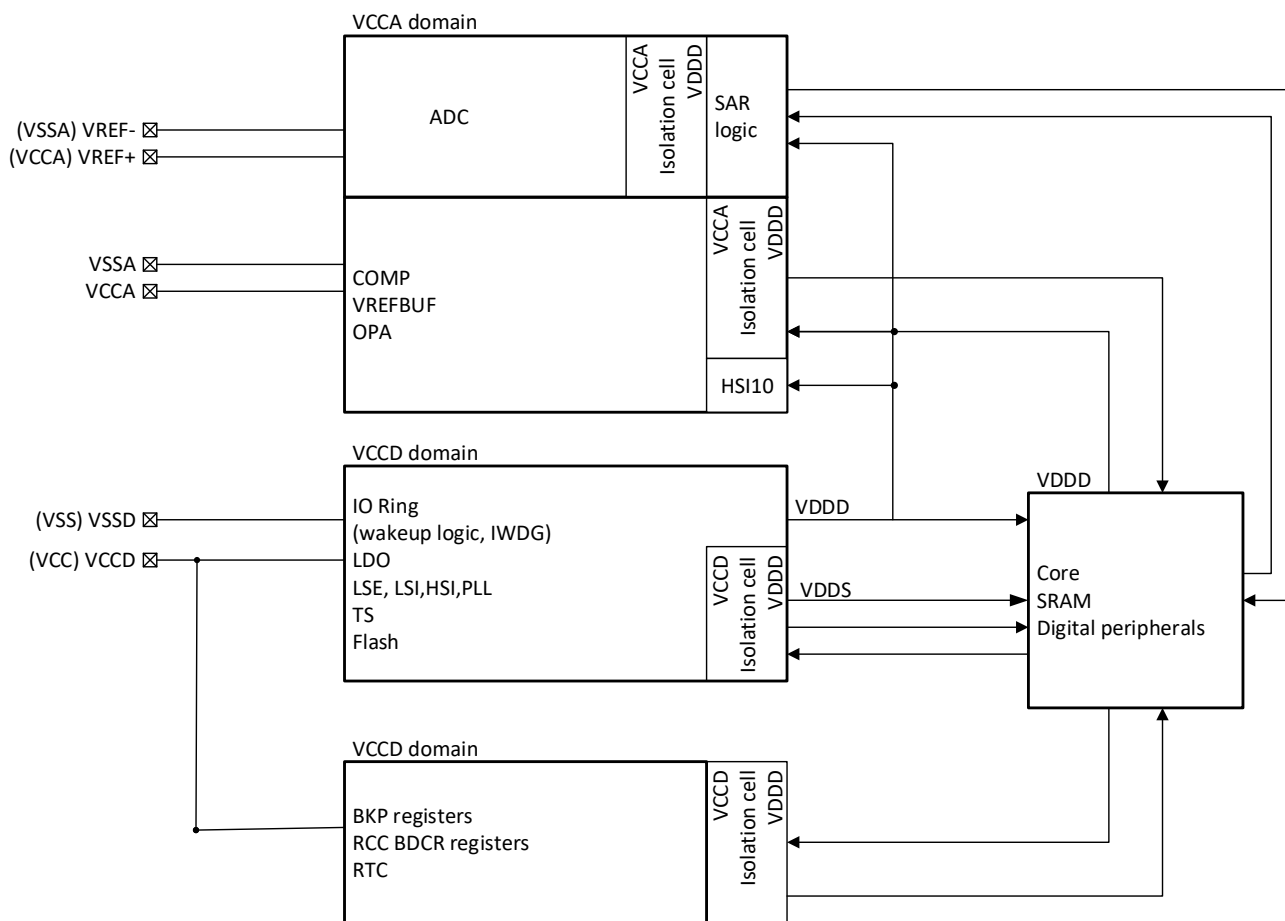 VCCA domain
ADC
VCCA
Isolation cell
VDDD
SAR
logic
(VSSA) VREF-
(VCCA) VREF+
VSSA
VCCA
COMP
VREFBUF
OPA
VCCA
Isolation cell
VDDD
HSI10
VCCD domain
(VSS) VSSD
(VCC) VCCD
IO Ring
(wakeup logic, IWDG)
LDO
LSE, LSI,HSI,PLL
TS
Flash
VCCD
Isolation cell
VDDD
VDDD
VDDS
VDDD
Core
SRAM
Digital peripherals
VCCD domain
BKP registers
RCC BDCR registers
RTC
VCCD
Isolation cell
VDDD